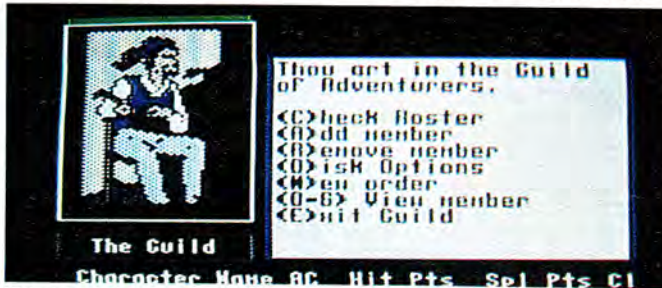 Thou art in the Guild
of Adventurers.
<C>heck Roster
<A>dd member
<R>emove member
<D>isk Options
<N>ew order
<0-6> View member
<E>xit Guild
The Guild
Character Name AC Hit Pts Spl Pts Cl